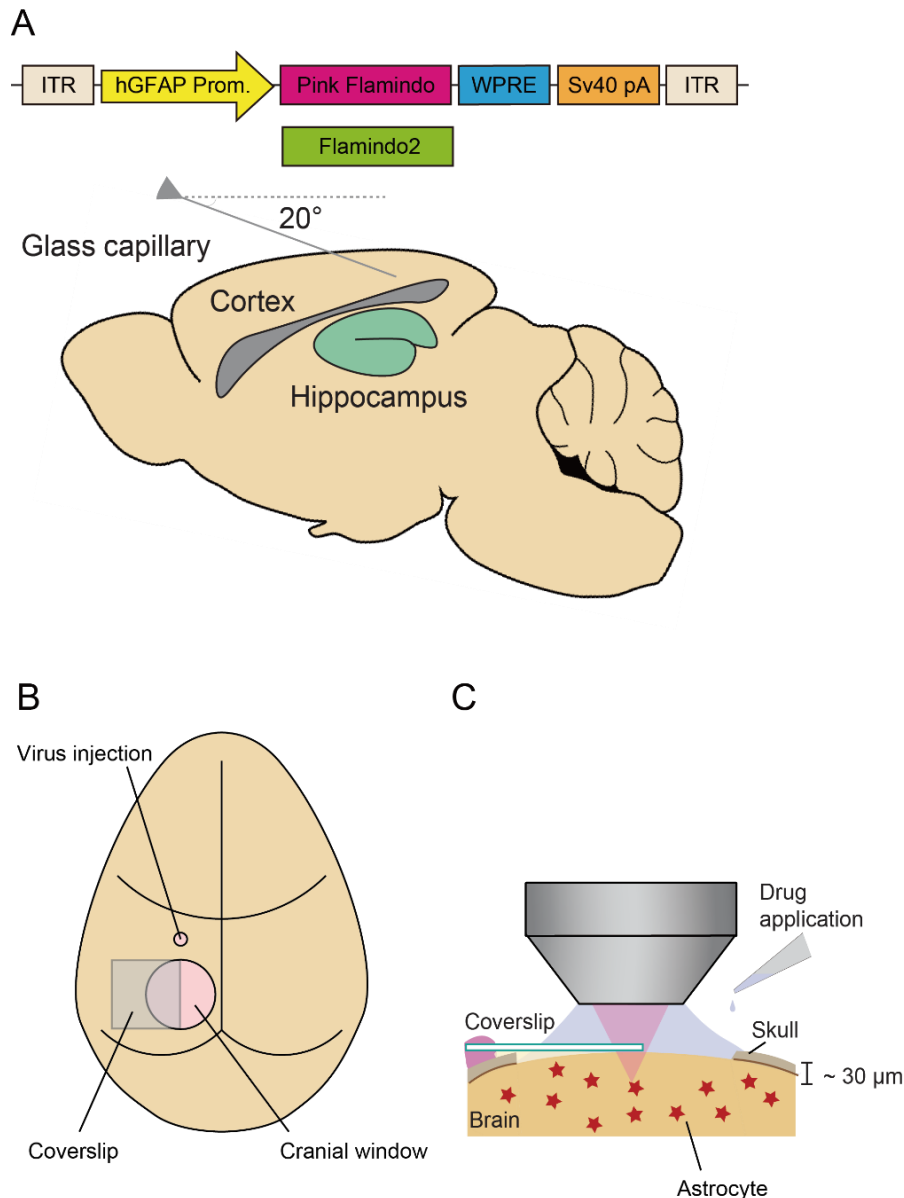 A
ITR
hGFAP Prom.
Pink Flamindo
WPRE
Sv40 pA
ITR
Flamindo2
20°
Glass capillary
Cortex
Hippocampus
B
Virus injection
Coverslip
Cranial window
C
Drug
application
Coverslip
Skull
~ 30 μm
Brain
Astrocyte